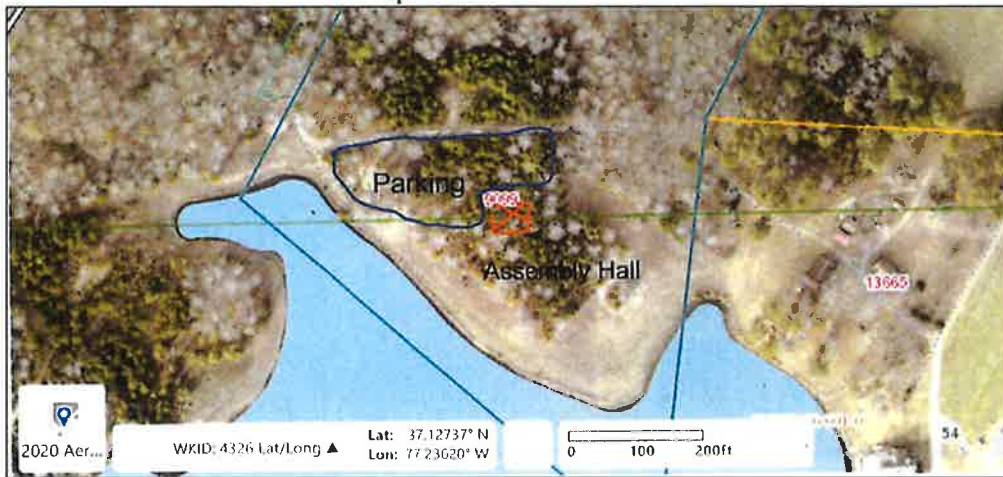 Parking
Assembly Hall
13665
2020 Aer...
WKID: 4326 Lat/Long ▲
Lat: 37.12737° N
Lon: 77.23620° W
0 100 200ft
54